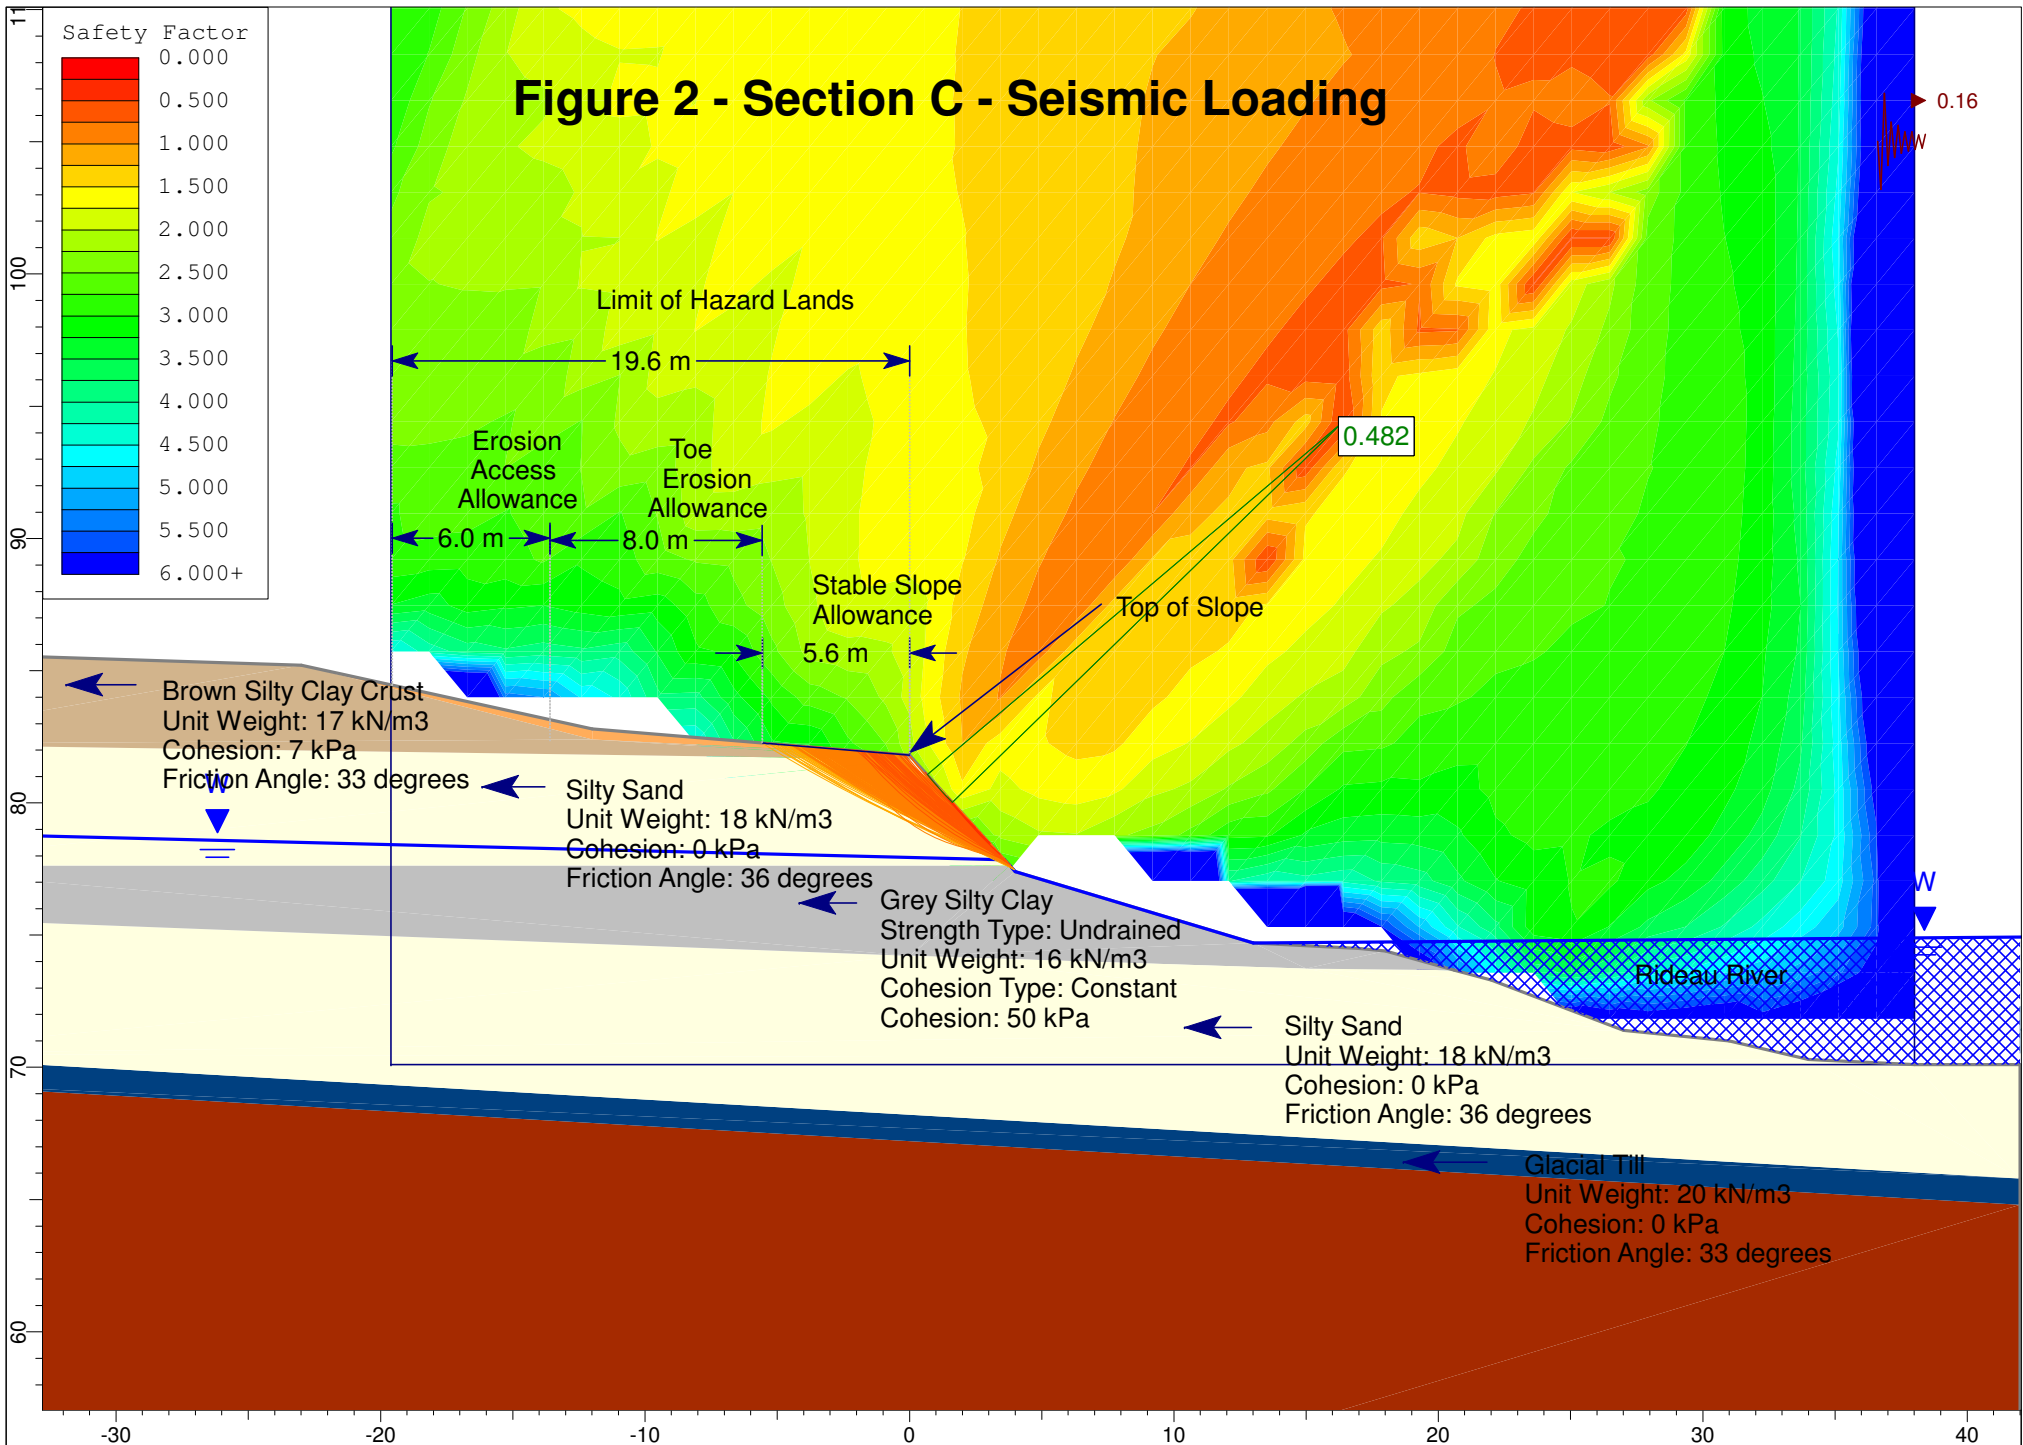 Figure 2 - Section C - Seismic Loading
Safety Factor
0.000
0.500
1.000
1.500
2.000
2.500
3.000
3.500
4.000
4.500
5.000
5.500
6.000+
0.16
Limit of Hazard Lands
19.6 m
Erosion
Access
Allowance
6.0 m
Toe
Erosion
Allowance
8.0 m
Stable Slope
Allowance
5.6 m
0.482
Top of Slope
Brown Silty Clay Crust
Unit Weight: 17 kN/m3
Cohesion: 7 kPa
Friction Angle: 33 degrees
W
Silty Sand
Unit Weight: 18 kN/m3
Cohesion: 0 kPa
Friction Angle: 36 degrees
Grey Silty Clay
Strength Type: Undrained
Unit Weight: 16 kN/m3
Cohesion Type: Constant
Cohesion: 50 kPa
W
Rideau River
Silty Sand
Unit Weight: 18 kN/m3
Cohesion: 0 kPa
Friction Angle: 36 degrees
Glacial Till
Unit Weight: 20 kN/m3
Cohesion: 0 kPa
Friction Angle: 33 degrees
100
90
80
70
60
-30
-20
-10
0
10
20
30
40